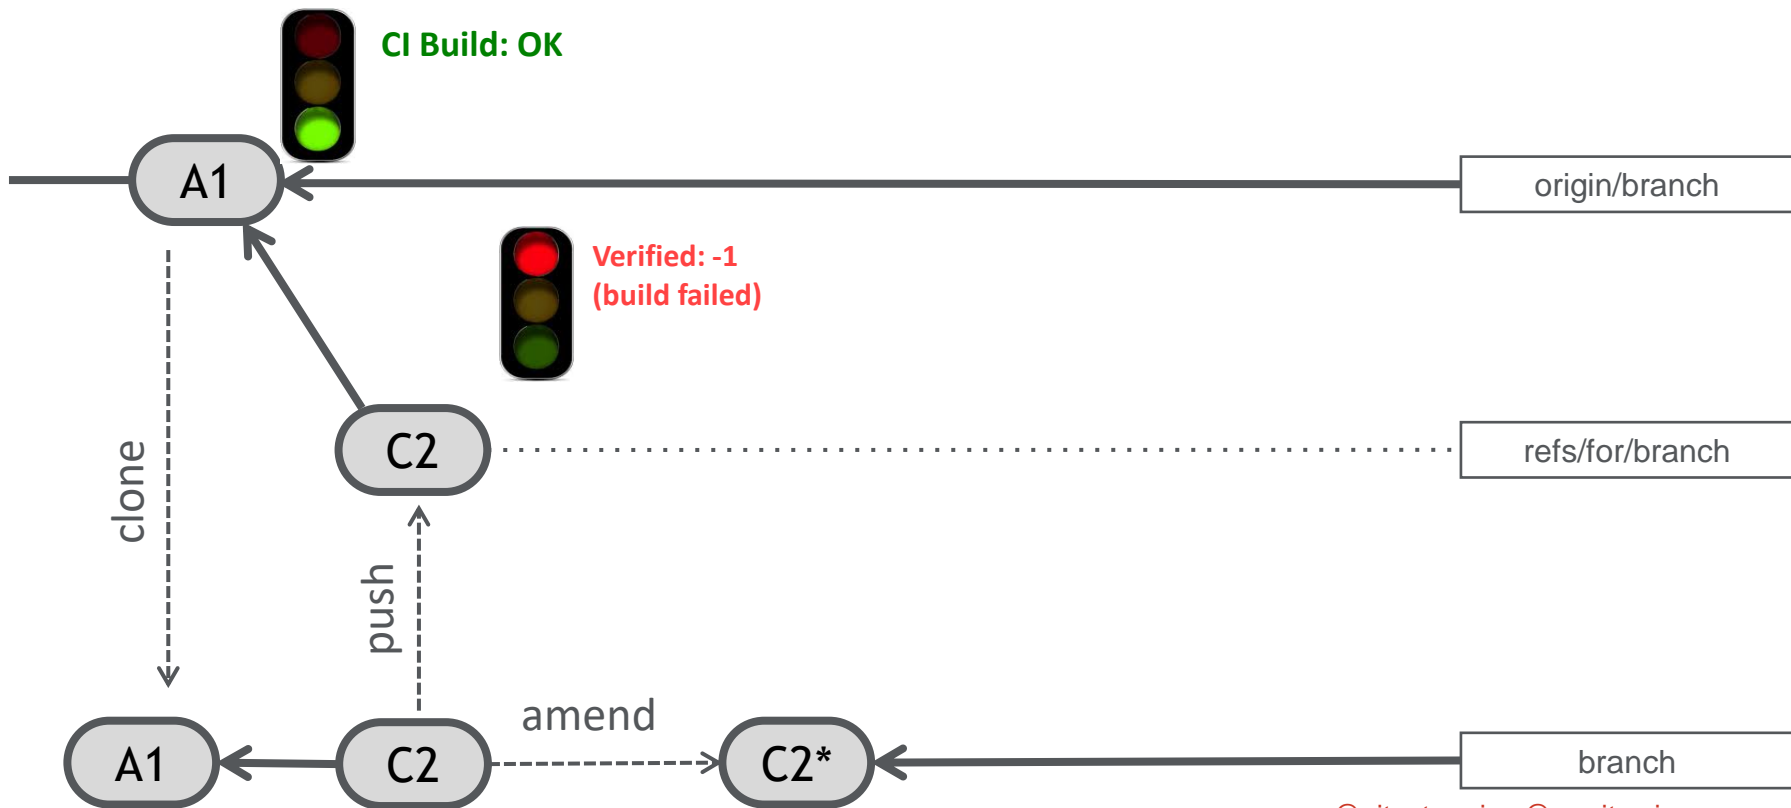 CI Build: OK
A1
origin/branch
Verified: -1
(build failed)
clone
C2
refs/for/branch
push
amend
A1
C2
C2*
branch